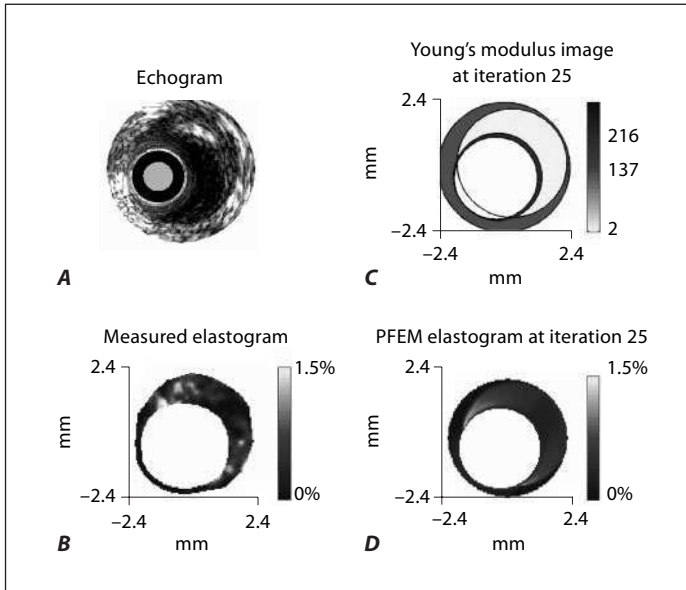 Echogram
A
Young's modulus image
at iteration 25
2.4
mm
−2.4
−2.4
2.4
mm
216
137
2
C
Measured elastogram
2.4
mm
−2.4
−2.4
2.4
mm
1.5%
0%
B
PFEM elastogram at iteration 25
2.4
mm
−2.4
−2.4
2.4
mm
1.5%
0%
D